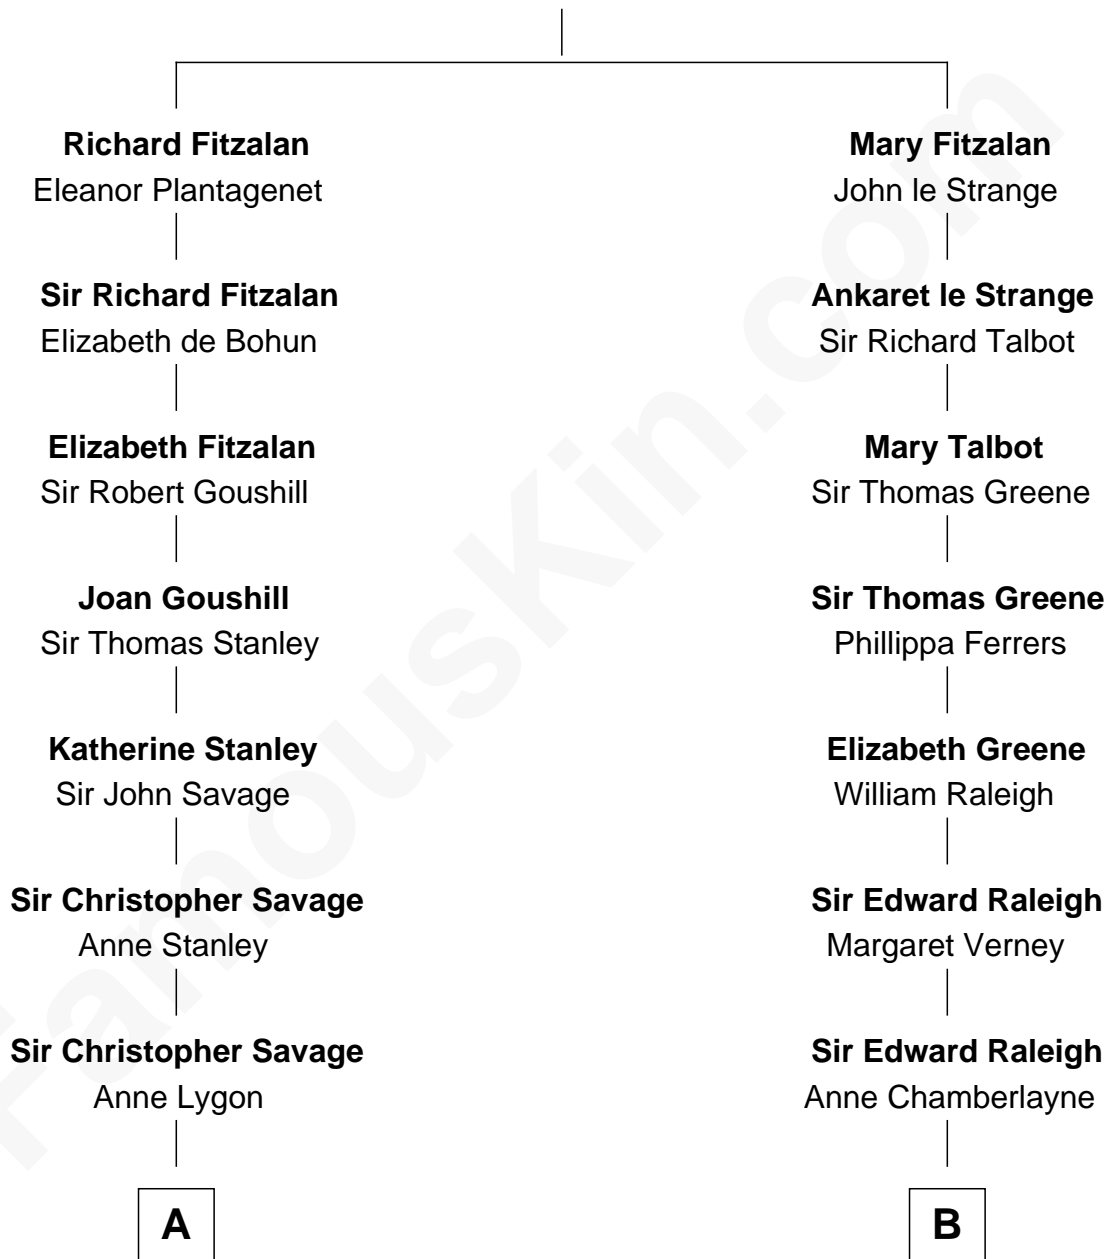 Richard Fitzalan
Eleanor Plantagenet
Mary Fitzalan
John le Strange
Sir Richard Fitzalan
Elizabeth de Bohun
Ankaret le Strange
Sir Richard Talbot
Elizabeth Fitzalan
Sir Robert Goushill
Mary Talbot
Sir Thomas Greene
Joan Goushill
Sir Thomas Stanley
Sir Thomas Greene
Phillippa Ferrers
Katherine Stanley
Sir John Savage
Elizabeth Greene
William Raleigh
Sir Christopher Savage
Anne Stanley
Sir Edward Raleigh
Margaret Verney
Sir Christopher Savage
Anne Lygon
Sir Edward Raleigh
Anne Chamberlayne
A
B
FamousKin.com